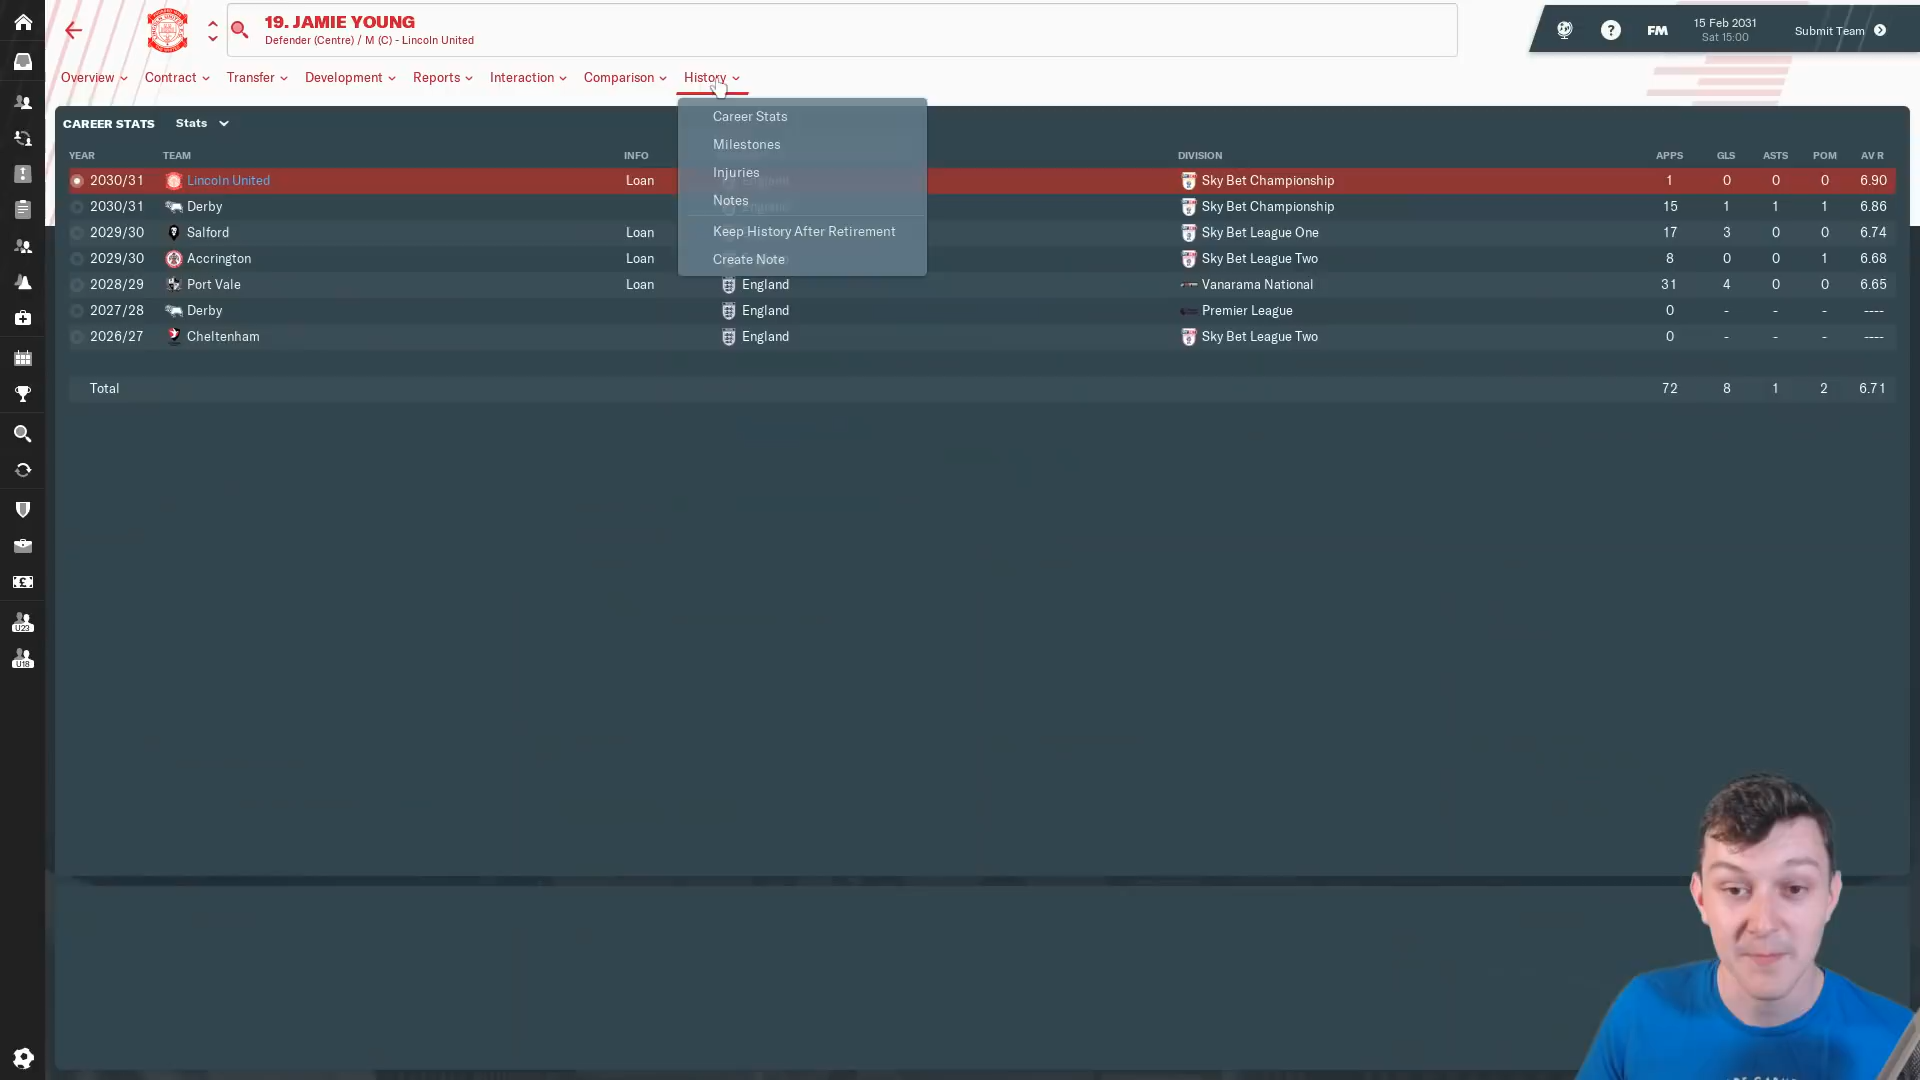 19. JAMIE YOUNG
Defender (Centre) / M (C) - Lincoln United
FM
15 Feb 2031
Sat 15:00
Submit Team
Overview
Contract
Transfer
Development
Reports
Interaction
Comparison
History
Career Stats
Milestones
Injuries
Notes
Keep History After Retirement
Create Note
CAREER STATS Stats
YEAR TEAM INFO DIVISION APPS GLS ASTS POM AV R
2030/31 Lincoln United Loan England Sky Bet Championship 1 0 0 0 6.90
2030/31 Derby Sky Bet Championship 15 1 1 1 6.86
2029/30 Salford Loan Sky Bet League One 17 3 0 0 6.74
2029/30 Accrington Loan Sky Bet League Two 8 0 0 1 6.68
2028/29 Port Vale Loan England Vanarama National 31 4 0 0 6.65
2027/28 Derby England Premier League 0 - - - ----
2026/27 Cheltenham England Sky Bet League Two 0 - - - ----
Total 72 8 1 2 6.71
U23
U18